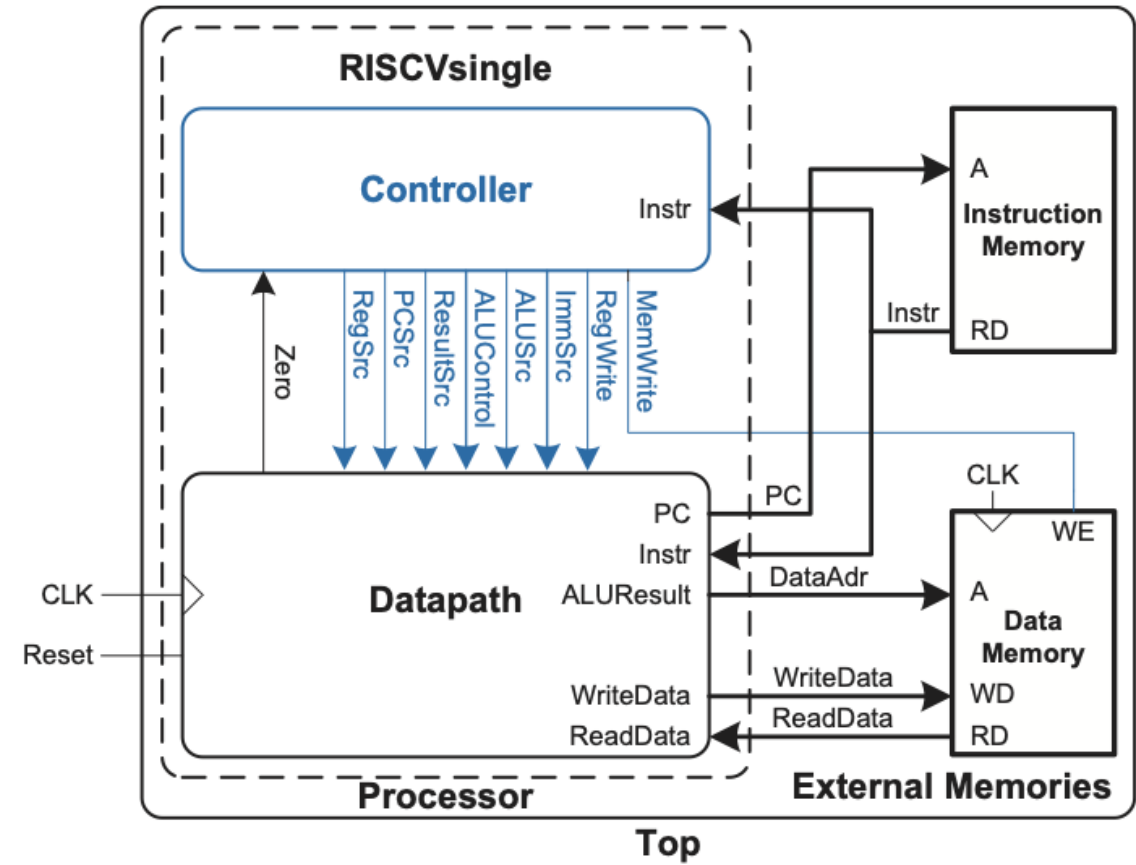 RISCVsingle
Controller
Instr
A
Instruction
Memory
Instr
RD
Zero
RegSrc
PCSrc
ResultSrc
ALUControl
ALUSrc
ImmSrc
RegWrite
MemWrite
CLK
WE
PC
PC
Instr
DataAdr
CLK
Datapath
ALUResult
A
Data
Memory
Reset
WriteData
WriteData
WD
ReadData
ReadData
RD
Processor
External Memories
Top